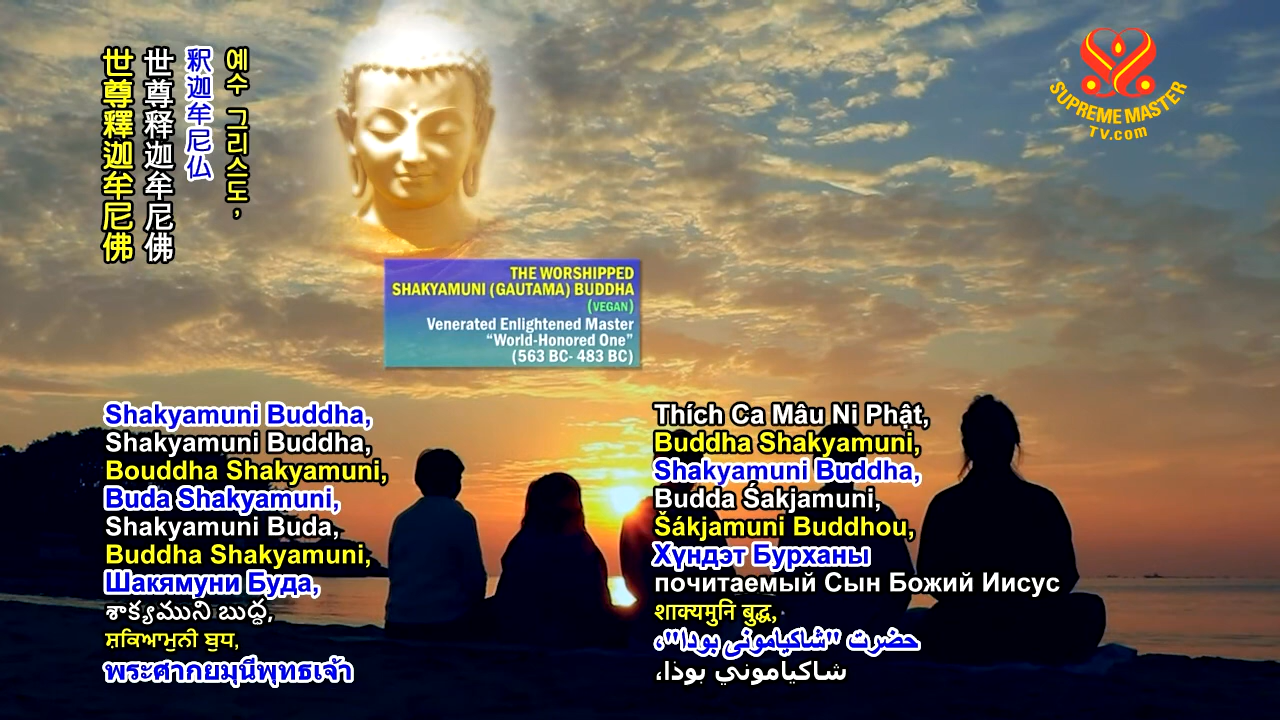 世尊釋迦牟尼佛
世尊释迦牟尼佛
釈迦牟尼仏
예수 그리스도,
SUPREME MASTER
TV.com
THE WORSHIPPED
SHAKYAMUNI (GAUTAMA) BUDDHA
(VEGAN)
Venerated Enlightened Master
“World-Honored One”
(563 BC- 483 BC)
Shakyamuni Buddha,
Shakyamuni Buddha,
Bouddha Shakyamuni,
Buda Shakyamuni,
Shakyamuni Buda,
Buddha Shakyamuni,
Шакямуни Буда,
శాక్యముని బుద్ధ,
ਸ਼ਕਿਆਮੁਨੀ ਬੁਧ,
พระศากยมุนีพุทธเจ้า
Thích Ca Mâu Ni Phật,
Buddha Shakyamuni,
Shakyamuni Buddha,
Budda Śakjamuni,
Šákjamuni Buddhou,
Хүндэт Бурханы
почитаемый Сын Божий Иисус
शाक्यमुनि बुद्ध,
حضرت "شاکیامونی بودا"،
شاكياموني بوذا،